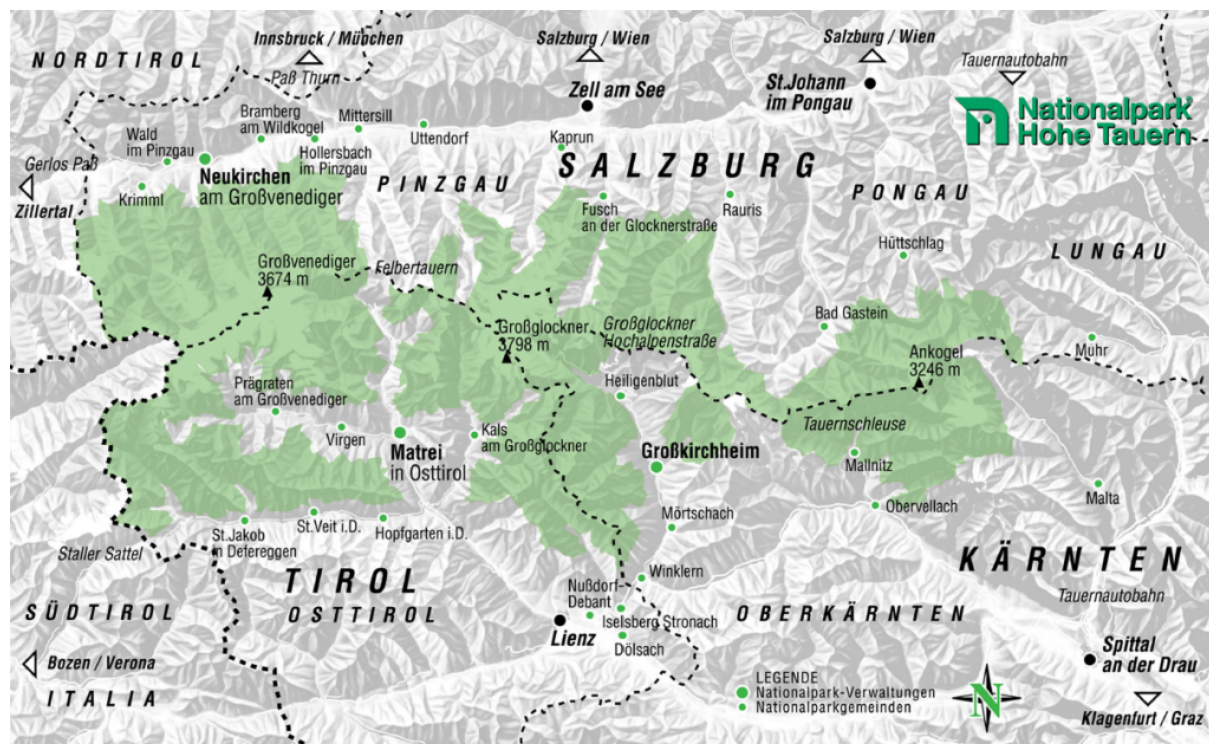 Innsbruck / München
Salzburg / Wien
Salzburg / Wien
NORDTIROL
Paß Thurn
Tauernautobahn
Zell am See
St.Johann
im Pongau
Nationalpark
Hohe Tauern
Bramberg
am Wildkogel
Mittersill
Uttendorf
Wald
im Pinzgau
Kaprun
Gerlos Paß
Hollersbach
im Pinzgau
SALZBURG
Neukirchen
am Großvenediger
PINZGAU
PONGAU
Zillertal
Krimml
Fusch
an der Glocknerstraße
Rauris
Hüttschlag
LUNGAU
Großvenediger
3674 m
Felbertauern
Bad Gastein
Großglockner
3798 m
Großglockner
Hochalpenstraße
Ankogel
3246 m
Muhr
Prägraten
am Großvenediger
Heiligenblut
Virgen
Matrei
in Osttirol
Kals
am Großglockner
Tauernschleuse
Großkirchheim
Mallnitz
Malta
Obervellach
St.Jakob
in Defereggen
St.Veit i.D.
Hopfgarten i.D.
Mörtschach
Staller Sattel
KÄRNTEN
TIROL
OSTTIROL
Winklern
Nußdorf-
Debant
Tauernautobahn
SÜDTIROL
Iselsberg Stronach
OBERKÄRNTEN
Lienz
Dölsach
Bozen / Verona
ITALIA
Spittal
an der Drau
LEGENDE
Nationalpark-Verwaltungen
Nationalparkgemeinden
N
Klagenfurt / Graz